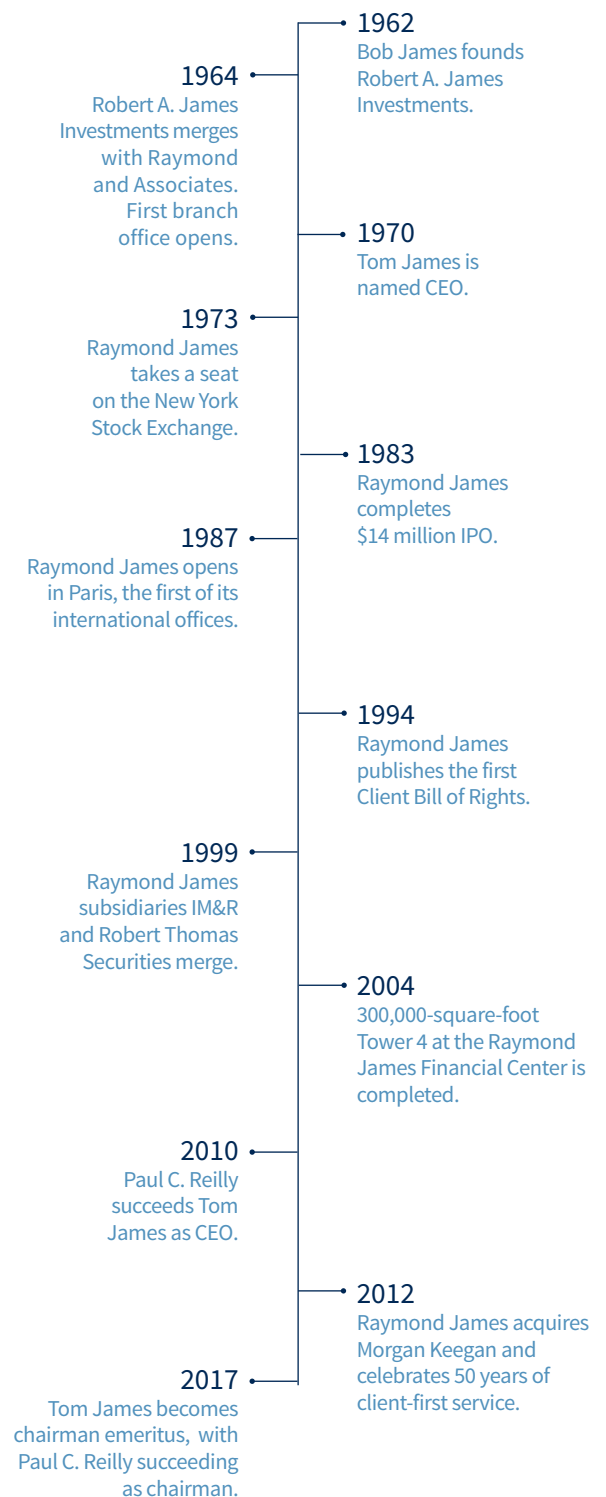 1962
Bob James founds
Robert A. James
Investments.
1964
Robert A. James
Investments merges
with Raymond
and Associates.
First branch
office opens.
1970
Tom James is
named CEO.
1973
Raymond James
takes a seat
on the New York
Stock Exchange.
1983
Raymond James
completes
$14 million IPO.
1987
Raymond James opens
in Paris, the first of its
international offices.
1994
Raymond James
publishes the first
Client Bill of Rights.
1999
Raymond James
subsidiaries IM&R
and Robert Thomas
Securities merge.
2004
300,000-square-foot
Tower 4 at the Raymond
James Financial Center is
completed.
2010
Paul C. Reilly
succeeds Tom
James as CEO.
2012
Raymond James acquires
Morgan Keegan and
celebrates 50 years of
client-first service.
2017
Tom James becomes
chairman emeritus, with
Paul C. Reilly succeeding
as chairman.